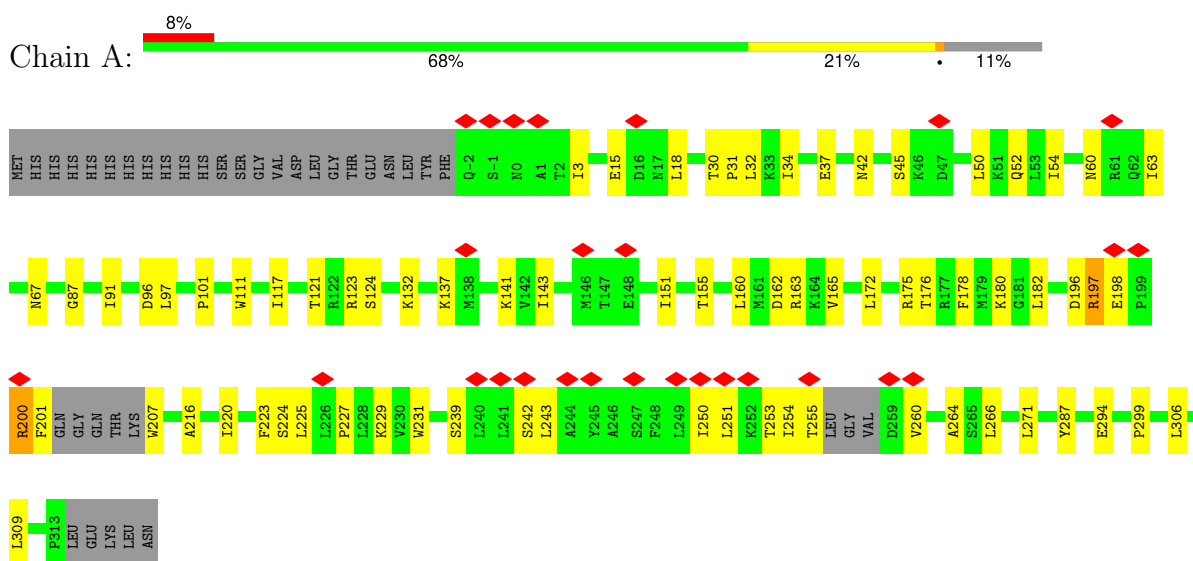 8%
Chain A:
68% 21% • 11%
MET HIS HIS HIS HIS HIS HIS HIS HIS HIS HIS SER SER GLY VAL ASP LEU GLY THR GLU ASN LEU TYR PHE Q-2 S-1 N0 A1 T2 I3 E15 D16 N17 L18 T30 P31 L32 K33 I34 E37 N42 S45 K46 D47 L50 K51 Q52 L53 I54 N60 R61 Q62 I63
N67 G87 I91 D96 L97 P101 W111 I117 T121 R122 R123 S124 K132 K137 M138 K141 V142 I143 M146 T147 E148 I151 T155 L160 M161 D162 R163 K164 V165 L172 R175 T176 R177 F178 M179 K180 G181 L182 D196 R197 E198 P199
R200 F201 GLN GLY GLN THR LYS W207 A216 I220 F223 S224 L225 L226 P227 L228 K229 V230 W231 S239 L240 L241 S242 L243 A244 Y245 A246 S247 F248 L249 I250 L251 K252 T253 I254 T255 LEU GLY VAL D259 V260 A264 S265 L266 L271 Y287 E294 P299 L306
L309 P313 LEU GLU LYS LEU ASN